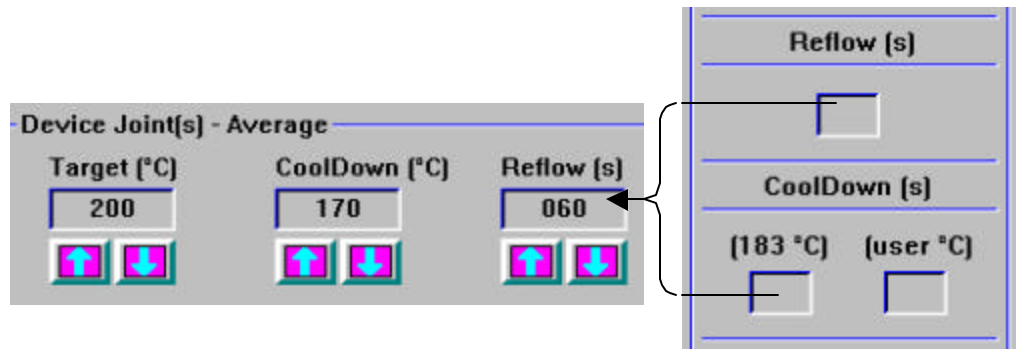 Device Joint(s) - Average
Target (°C) CoolDown (°C) Reflow (s)
200 170 060
Reflow (s)
CoolDown (s)
(183 °C) (user °C)